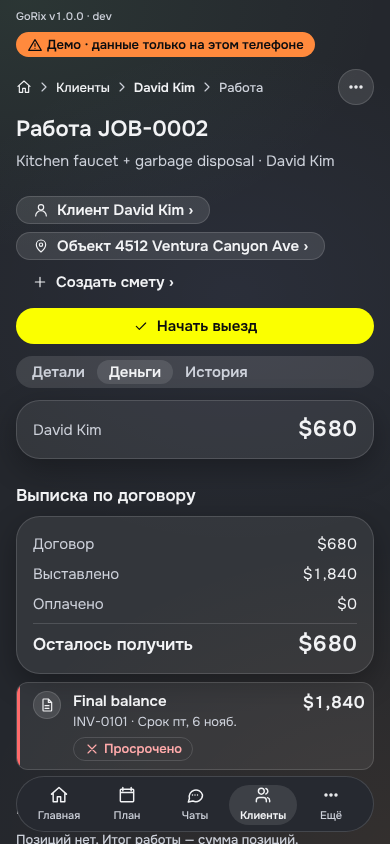 GoRix v1.0.0 · dev
Демо · данные только на этом телефоне
Клиенты > David Kim > Работа
Работа JOB-0002
Kitchen faucet + garbage disposal · David Kim
Клиент David Kim ›
Объект 4512 Ventura Canyon Ave ›
+ Создать смету ›
Начать выезд
Детали Деньги История
David Kim $680
Выписка по договору
Договор $680
Выставлено $1,840
Оплачено $0
Осталось получить $680
Final balance $1,840
INV-0101 · Срок пт, 6 нояб.
Просрочено
Главная План Чаты Клиенты Ещё
Позиций нет. Итог работы — сумма позиций.